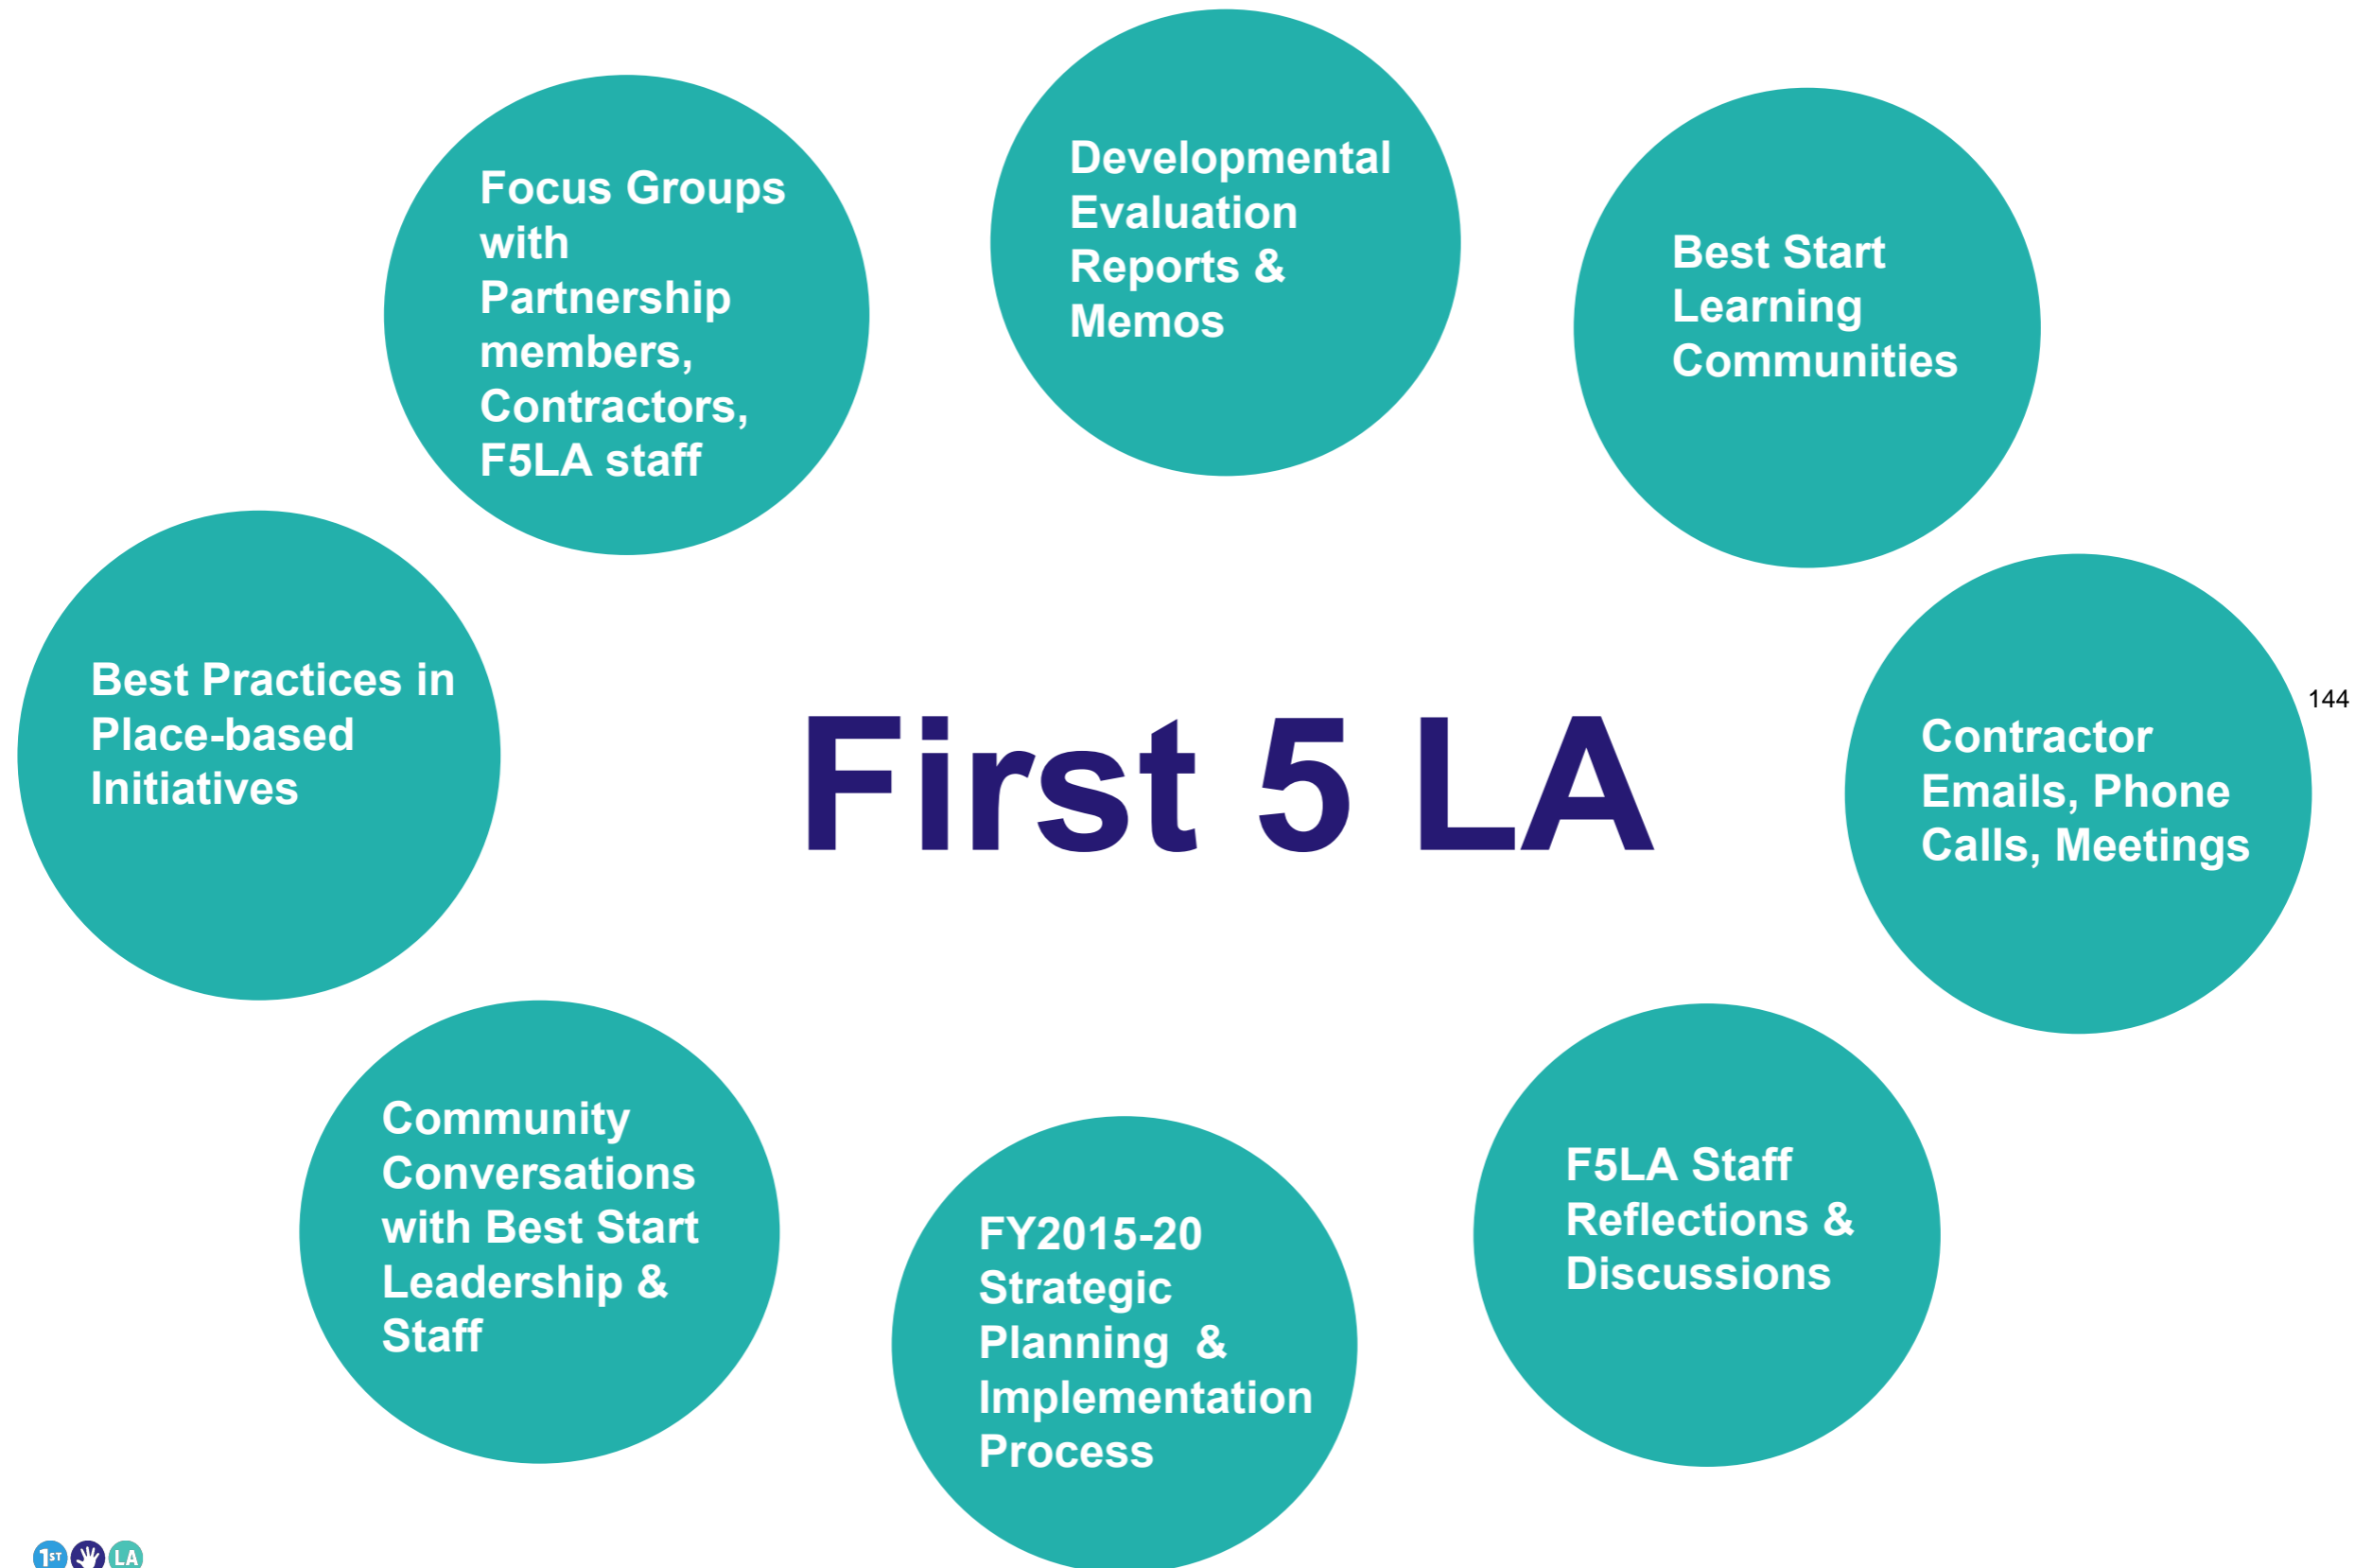 Developmental
Evaluation
Reports &
Memos
Focus Groups
with
Partnership
members,
Contractors,
F5LA staff
Best Start
Learning
Communities
Best Practices in
Place-based
Initiatives
First 5 LA
Contractor
Emails, Phone
Calls, Meetings
144
Community
Conversations
with Best Start
Leadership &
Staff
FY2015-20
Strategic
Planning  &
Implementation
Process
F5LA Staff
Reflections &
Discussions
1ST LA